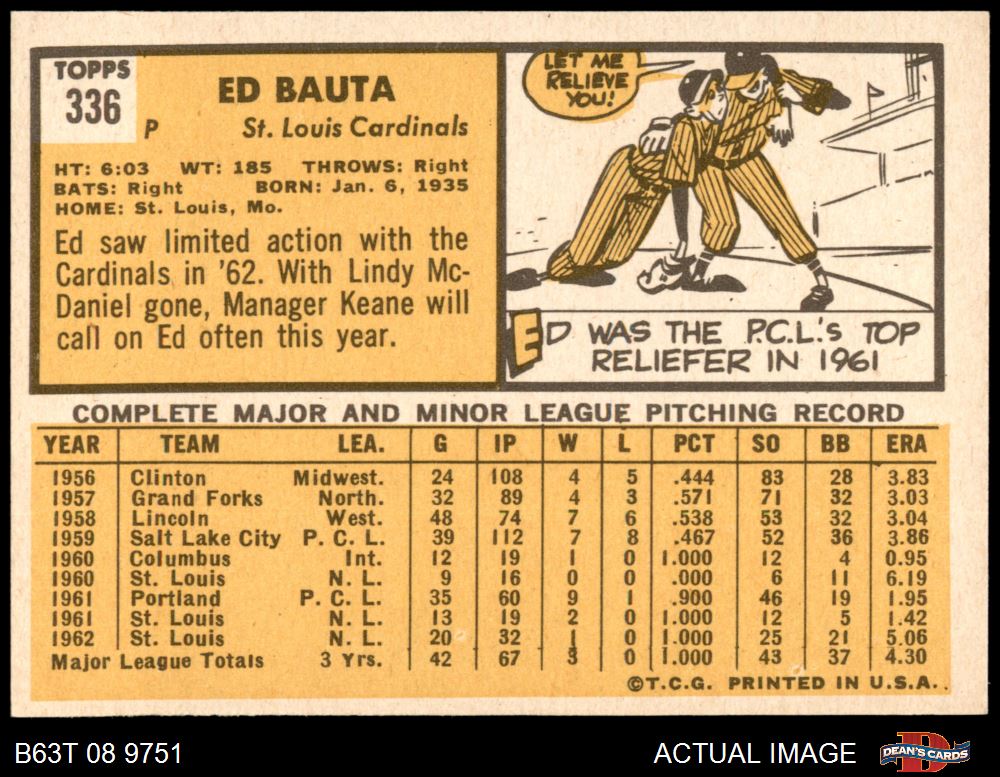 TOPPS
336
P
ED BAUTA
St. Louis Cardinals
HT: 6:03 WT: 185 THROWS: Right
BATS: Right BORN: Jan. 6, 1935
HOME: St. Louis, Mo.
Ed saw limited action with the
Cardinals in '62. With Lindy Mc-
Daniel gone, Manager Keane will
call on Ed often this year.
LET ME
RELIEVE
YOU!
ED WAS THE P.C.L.'S TOP
RELIEFER IN 1961
COMPLETE MAJOR AND MINOR LEAGUE PITCHING RECORD
YEAR TEAM LEA. G IP W L PCT SO BB ERA
1956 Clinton Midwest. 24 108 4 5 .444 83 28 3.83
1957 Grand Forks North. 32 89 4 3 .571 71 32 3.03
1958 Lincoln West. 48 74 7 6 .538 53 32 3.04
1959 Salt Lake City P. C. L. 39 112 7 8 .467 52 36 3.86
1960 Columbus Int. 12 19 1 0 1.000 12 4 0.95
1960 St. Louis N. L. 9 16 0 0 .000 6 11 6.19
1961 Portland P. C. L. 35 60 9 1 .900 46 19 1.95
1961 St. Louis N. L. 13 19 2 0 1.000 12 5 1.42
1962 St. Louis N. L. 20 32 1 0 1.000 25 21 5.06
Major League Totals 3 Yrs. 42 67 3 0 1.000 43 37 4.30
©T.C.G. PRINTED IN U.S.A.
B63T 08 9751 ACTUAL IMAGE DEAN'S CARDS